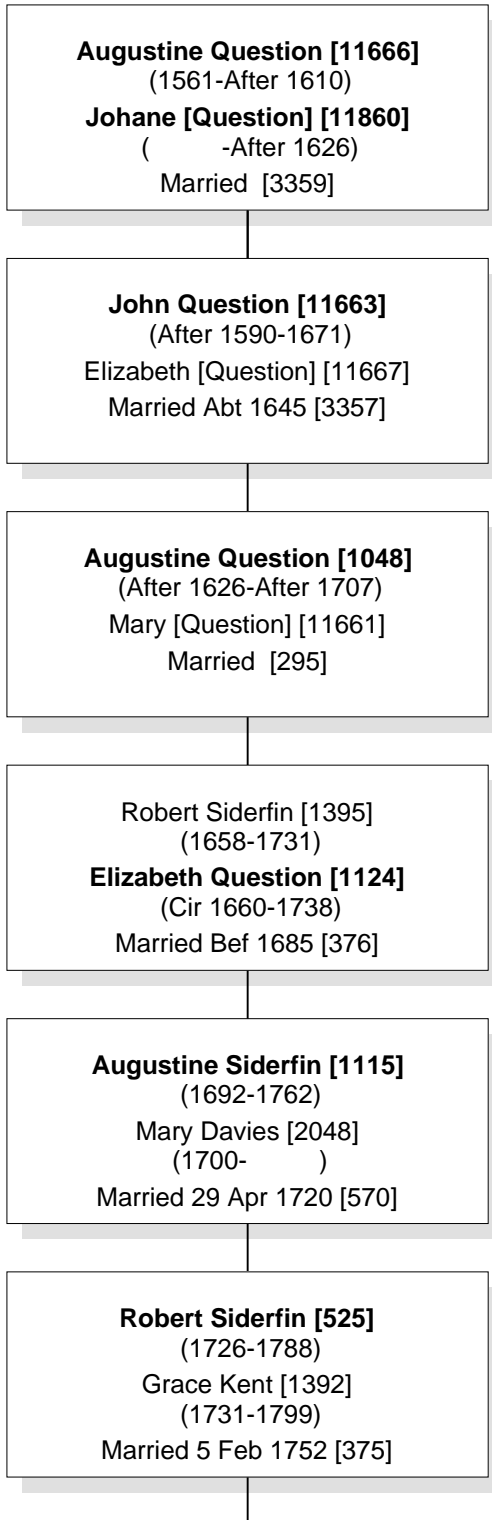 Augustine Question [11666]
(1561-After 1610)
Johane [Question] [11860]
(          -After 1626)
Married  [3359]
John Question [11663]
(After 1590-1671)
Elizabeth [Question] [11667]
Married Abt 1645 [3357]
Augustine Question [1048]
(After 1626-After 1707)
Mary [Question] [11661]
Married  [295]
Robert Siderfin [1395]
(1658-1731)
Elizabeth Question [1124]
(Cir 1660-1738)
Married Bef 1685 [376]
Augustine Siderfin [1115]
(1692-1762)
Mary Davies [2048]
(1700-          )
Married 29 Apr 1720 [570]
Robert Siderfin [525]
(1726-1788)
Grace Kent [1392]
(1731-1799)
Married 5 Feb 1752 [375]